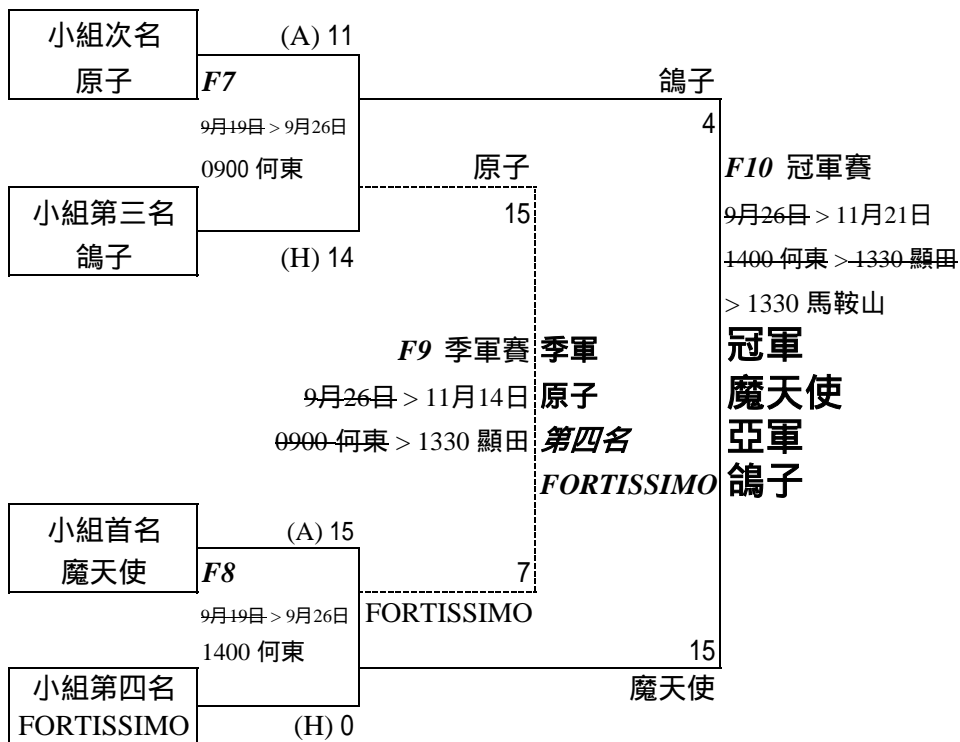 小組次名
原子
(A) 11
F7
9月19日 > 9月26日
0900 何東
小組第三名
鴿子
(H) 14
鴿子
4
原子
15
F10 冠軍賽
9月26日 > 11月21日
1400 何東 > 1330 顯田
> 1330 馬鞍山
F9 季軍賽
9月26日 > 11月14日
0900 何東 > 1330 顯田
季軍
原子
第四名
FORTISSIMO
冠軍
魔天使
亞軍
鴿子
小組首名
魔天使
(A) 15
F8
9月19日 > 9月26日
1400 何東
小組第四名
FORTISSIMO
(H) 0
7
FORTISSIMO
15
魔天使